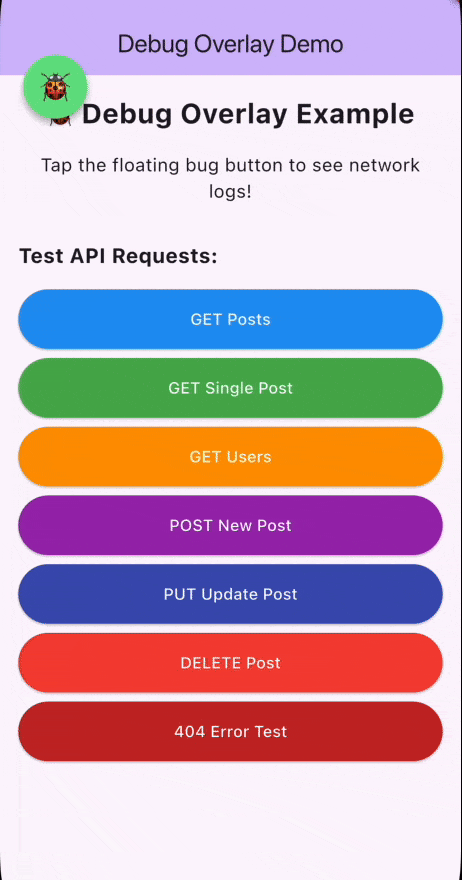 Debug Overlay Demo
🐞 Debug Overlay Example
Tap the floating bug button to see network
logs!
Test API Requests:
GET Posts
GET Single Post
GET Users
POST New Post
PUT Update Post
DELETE Post
404 Error Test